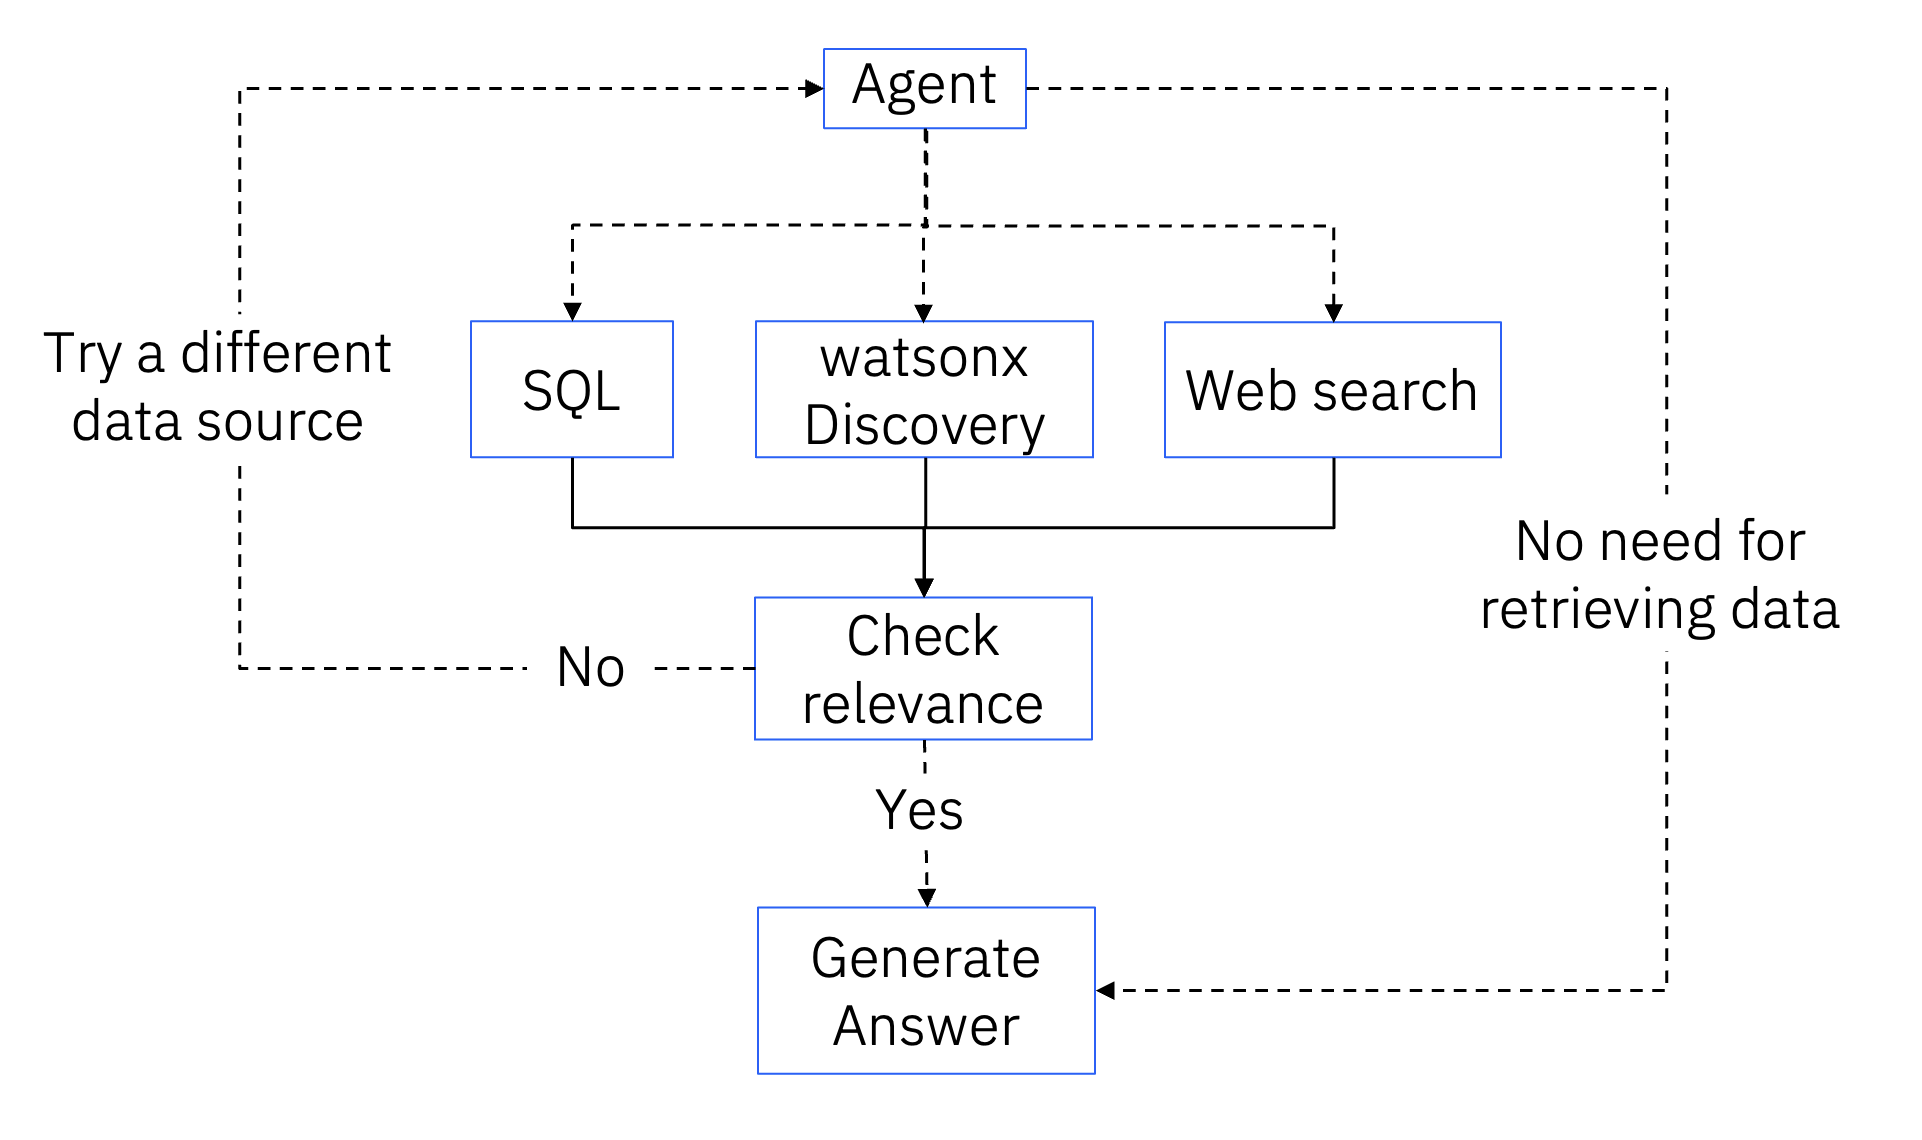 Agent
Try a different
data source
SQL
watsonx
Discovery
Web search
No need for
retrieving data
Check
relevance
No
Yes
Generate
Answer